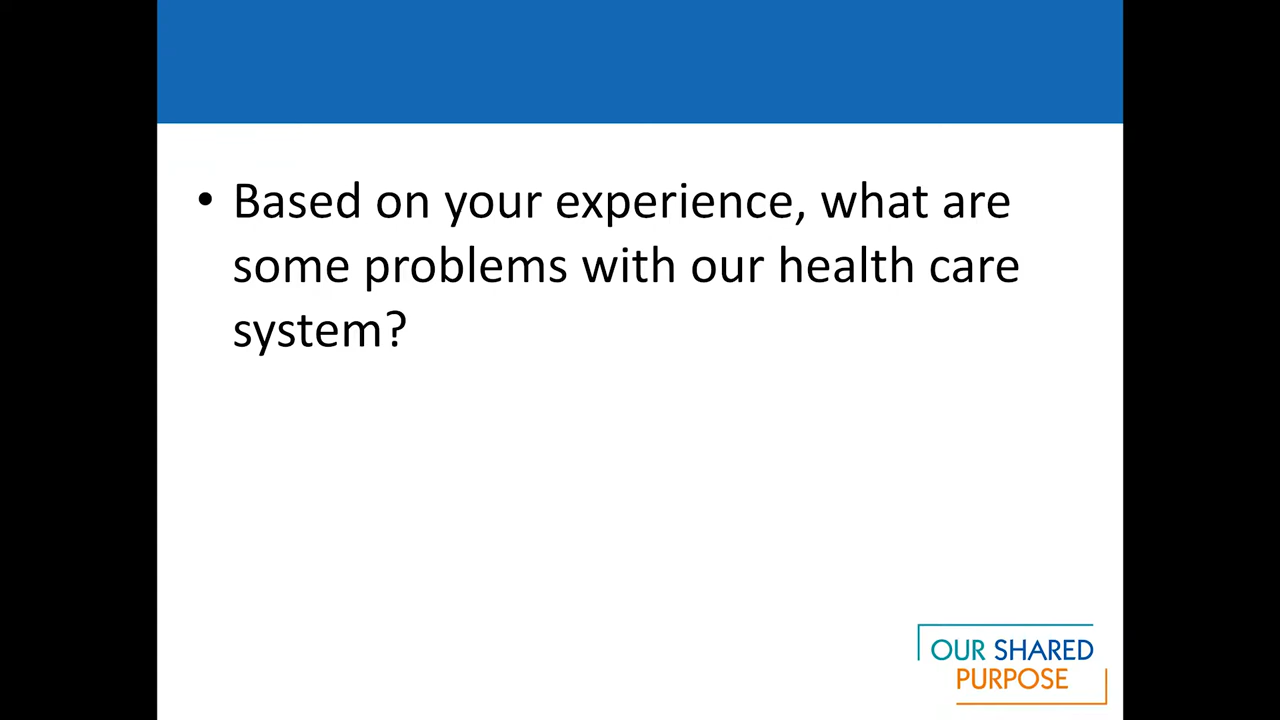 • Based on your experience, what are
some problems with our health care
system?
OUR SHARED
PURPOSE